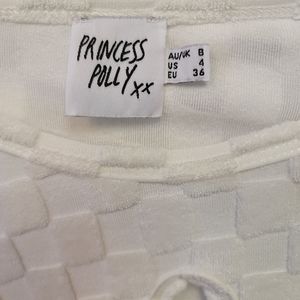 PRINCESS
POLLY
xx
AU/UK 8
US 4
EU 36